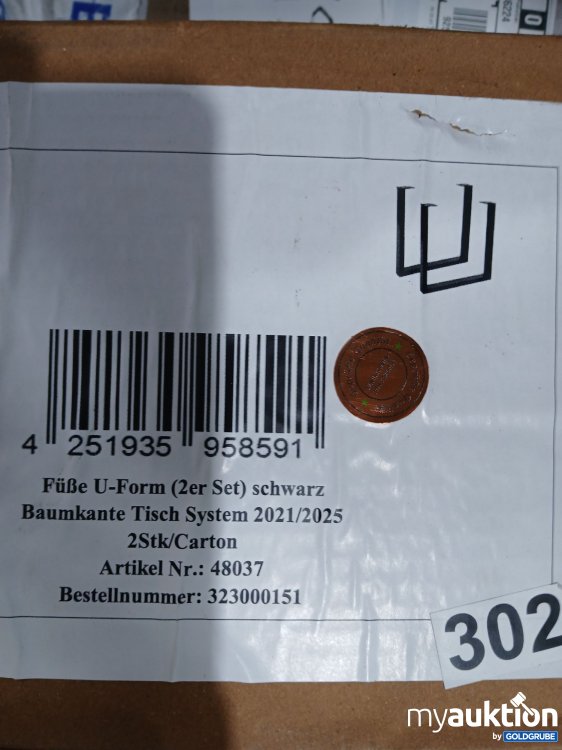 4 251935 958591
Füße U-Form (2er Set) schwarz
Baumkante Tisch System 2021/2025
2Stk/Carton
Artikel Nr.: 48037
Bestellnummer: 323000151
302
myauktion
by GOLDGRUBE